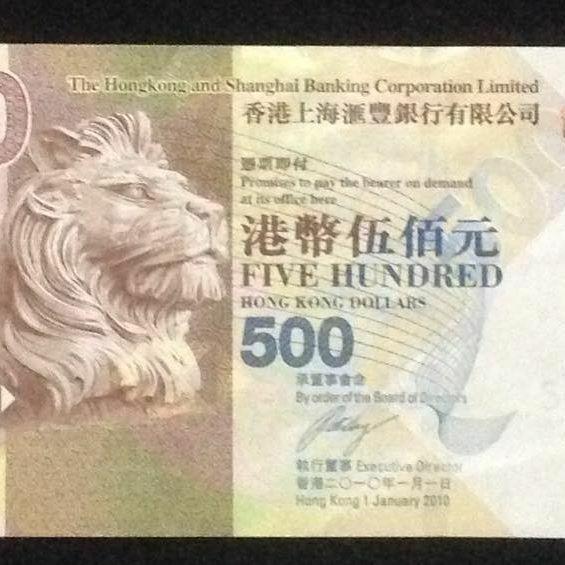 The Hongkong and Shanghai Banking Corporation Limited
香港上海滙豐銀行有限公司
憑票即付
Promises to pay the bearer on demand
at its office here
港幣伍佰元
FIVE HUNDRED
HONG KONG DOLLARS
500
承董事會命
By order of the Board of Directors
執行董事 Executive Director
香港二〇一〇年一月一日
Hong Kong 1 January 2010